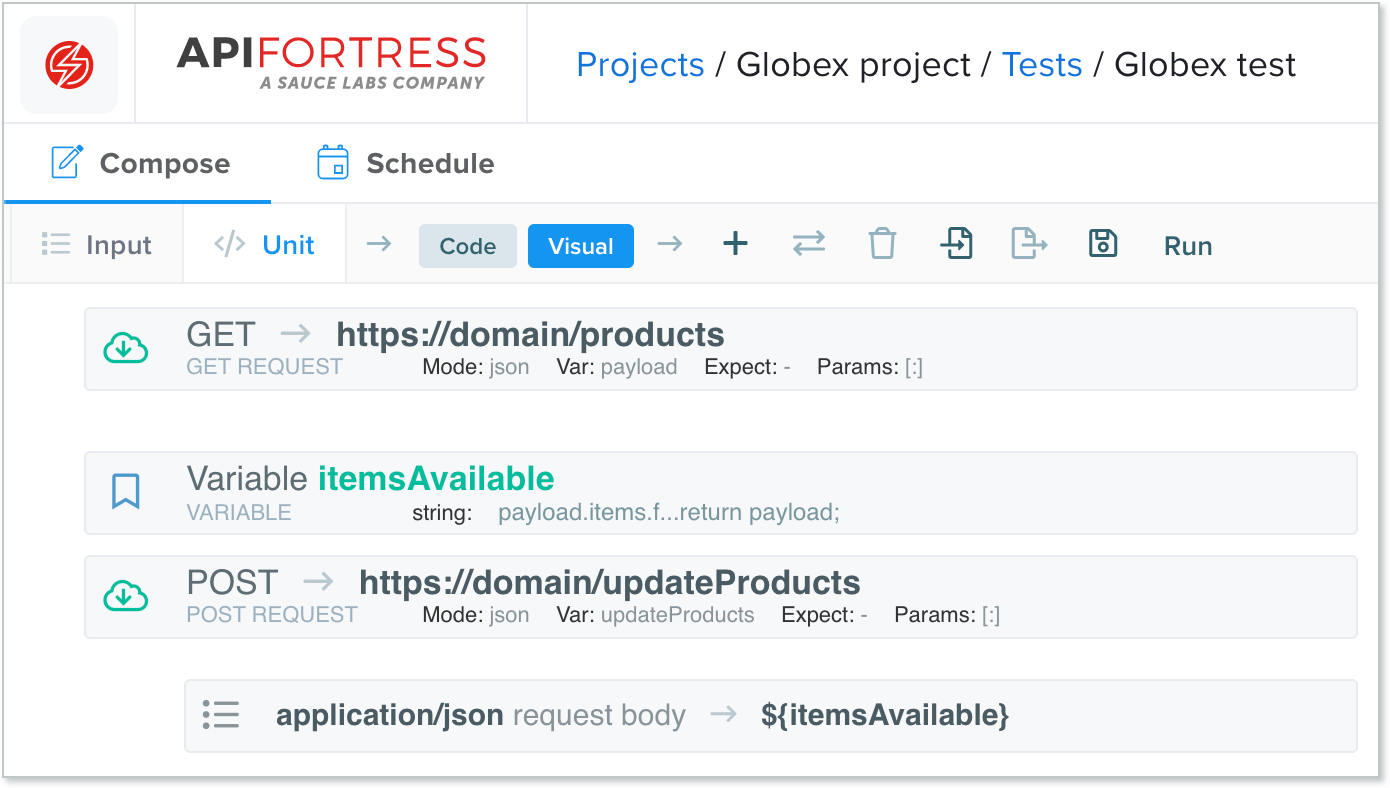 APIFORTRESS
A SAUCE LABS COMPANY
Projects / Globex project / Tests / Globex test
Compose Schedule
Input </> Unit → Code Visual → + Run
GET → https://domain/products
GET REQUEST Mode: json Var: payload Expect: - Params: [:]
Variable itemsAvailable
VARIABLE string: payload.items.f...return payload;
POST → https://domain/updateProducts
POST REQUEST Mode: json Var: updateProducts Expect: - Params: [:]
application/json request body → ${itemsAvailable}